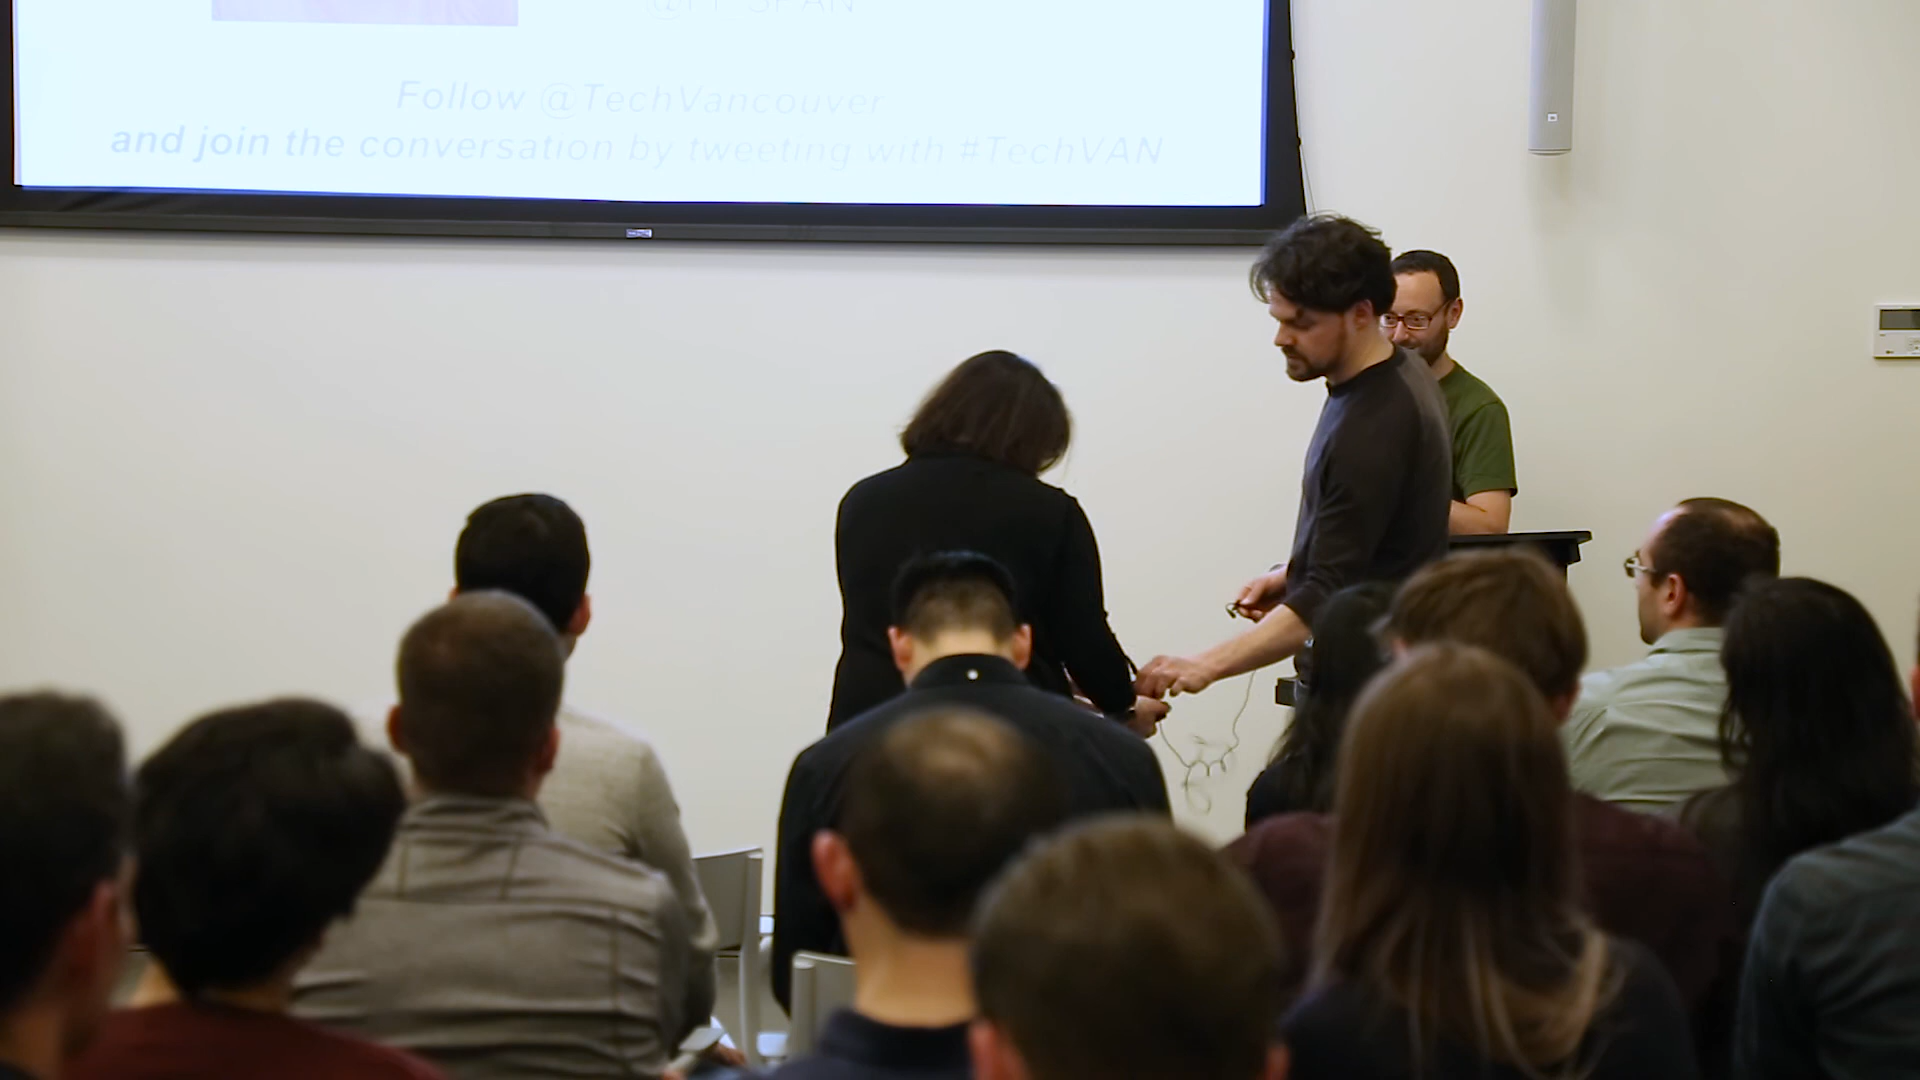 Follow @TechVancouver
and join the conversation by tweeting with #TechVAN